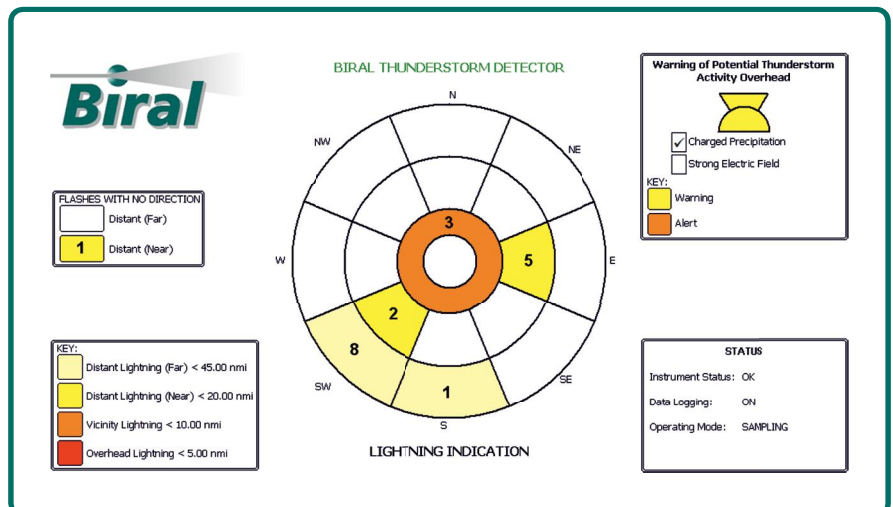 Biral
BIRAL THUNDERSTORM DETECTOR
Warning of Potential Thunderstorm
Activity Overhead
✓ Charged Precipitation
Strong Electric Field
KEY:
Warning
Alert
FLASHES WITH NO DIRECTION
Distant (Far)
1 Distant (Near)
N
NW
NE
3
W
5
E
2
8
1
SW
SE
S
LIGHTNING INDICATION
KEY:
Distant Lightning (Far) < 45.00 nmi
Distant Lightning (Near) < 20.00 nmi
Vicinity Lightning < 10.00 nmi
Overhead Lightning < 5.00 nmi
STATUS
Instrument Status: OK
Data Logging: ON
Operating Mode: SAMPLING